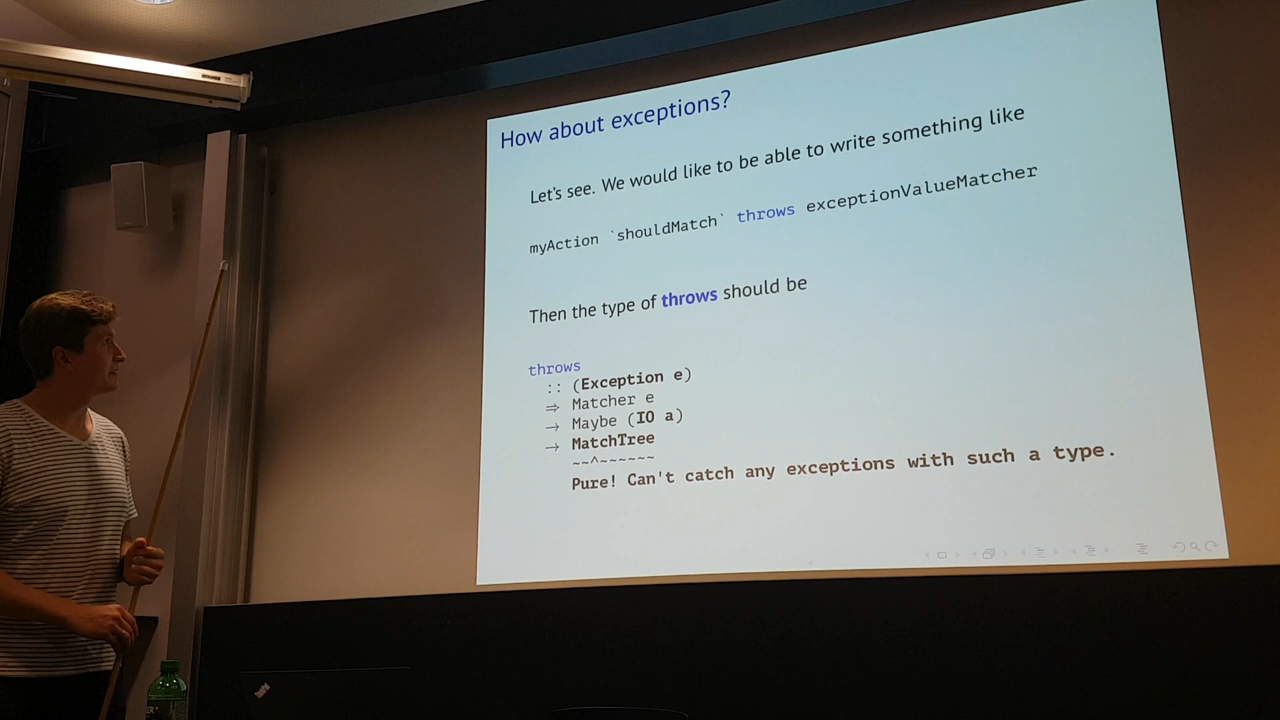 How about exceptions?
Let's see. We would like to be able to write something like
myAction `shouldMatch` throws exceptionValueMatcher
Then the type of throws should be
throws
:: (Exception e)
⇒ Matcher e
→ Maybe (IO a)
→ MatchTree
~~^~~~~~~
Pure! Can't catch any exceptions with such a type.